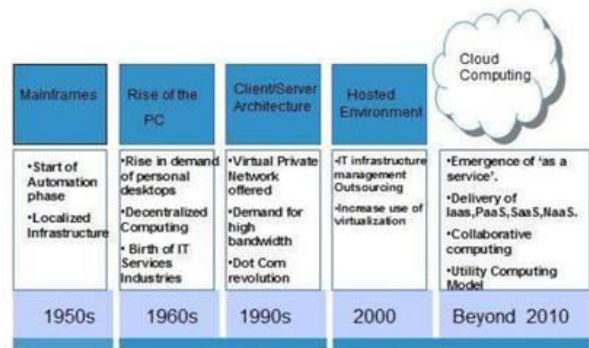 Mainframes
Rise of the
PC
Client/Server
Architecture
Hosted
Environment
Cloud
Computing
•Start of
Automation
phase
•Localized
Infrastructure
•Rise in demand
of personal
desktops
•Decentralized
Computing
• Birth of IT
Services
Industries
•Virtual Private
Network
offered
•Demand for
high
bandwidth
•Dot Com
revolution
•IT infrastructure
management
Outsourcing
•Increase use of
virtualization
•Emergence of 'as a
service'.
•Delivery of
Iaas,PaaS,SaaS,NaaS.
•Collaborative
computing
•Utility Computing
Model
1950s
1960s
1990s
2000
Beyond 2010